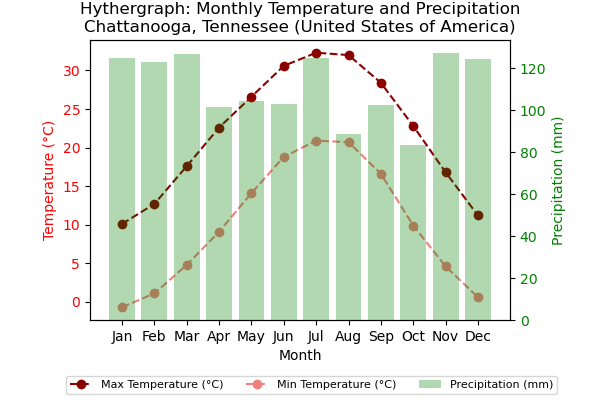 Hythergraph: Monthly Temperature and Precipitation
Chattanooga, Tennessee (United States of America)
Temperature (°C)
30
25
20
15
10
5
0
120
100
80
60
40
20
0
Precipitation (mm)
Jan Feb Mar Apr May Jun Jul Aug Sep Oct Nov Dec
Month
Max Temperature (°C) Min Temperature (°C) Precipitation (mm)